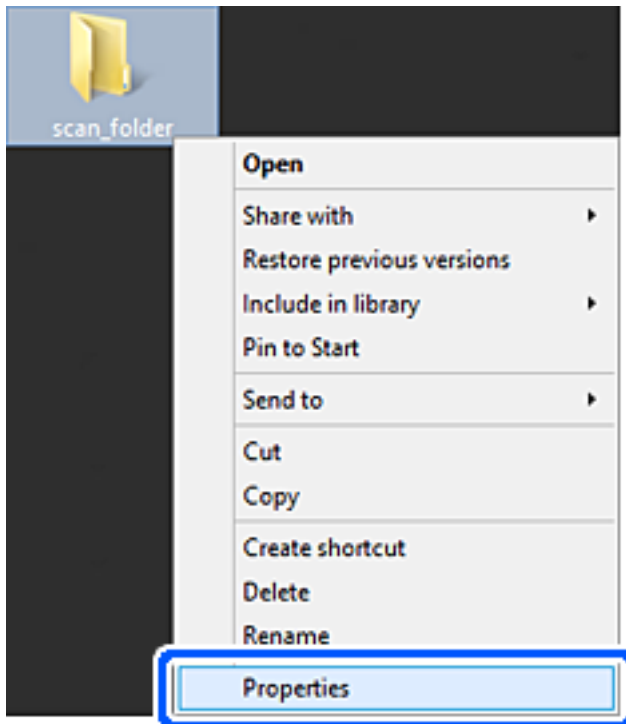 scan_folder
Open
Share with
Restore previous versions
Include in library
Pin to Start
Send to
Cut
Copy
Create shortcut
Delete
Rename
Properties